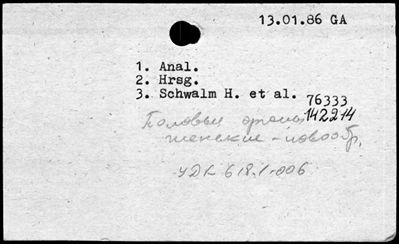 13.01.86 GA
1. Anal.
2. Hrsg.
3. Schwalm H. et al. 76333
Половые органы 142214
женские - новообр.
УДК 618.1-006